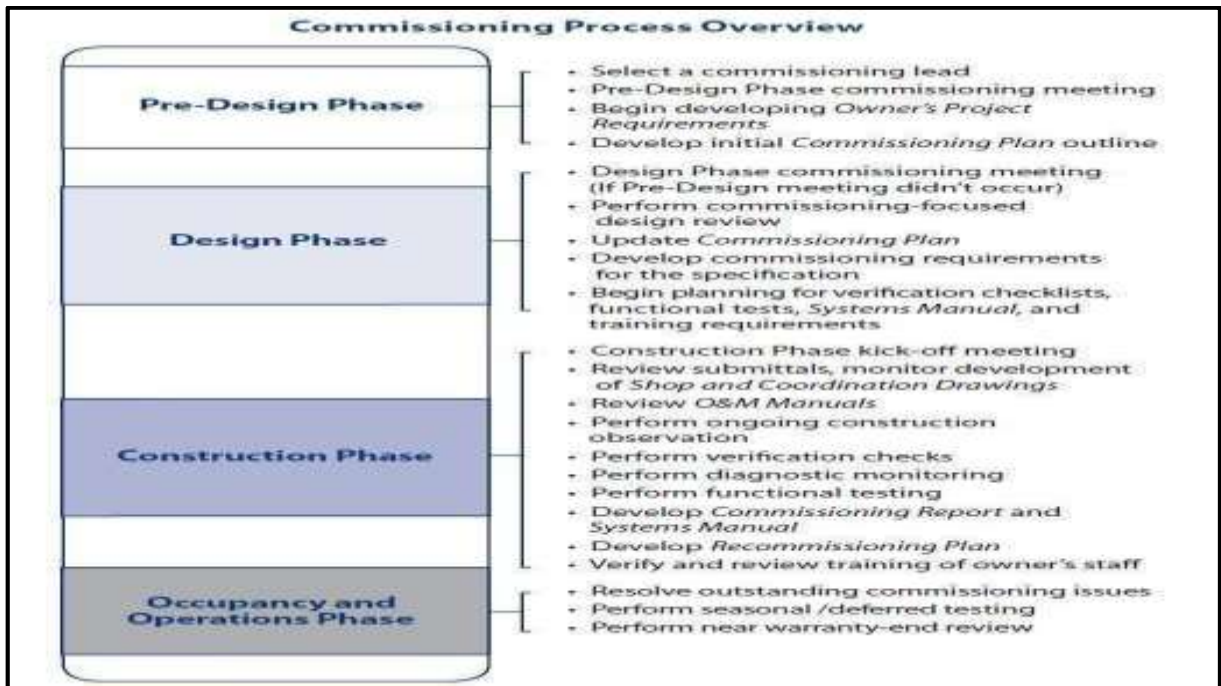 Commissioning Process Overview
Pre-Design Phase
• Select a commissioning lead
• Pre-Design Phase commissioning meeting
• Begin developing Owner's Project
Requirements
• Develop initial Commissioning Plan outline
Design Phase
• Design Phase commissioning meeting
(If Pre-Design meeting didn't occur)
• Perform commissioning-focused
design review
• Update Commissioning Plan
• Develop commissioning requirements
for the specification
• Begin planning for verification checklists,
functional tests, Systems Manual, and
training requirements
Construction Phase
• Construction Phase kick-off meeting
• Review submittals, monitor development
of Shop and Coordination Drawings
• Review O&M Manuals
• Perform ongoing construction
observation
• Perform verification checks
• Perform diagnostic monitoring
• Perform functional testing
• Develop Commissioning Report and
Systems Manual
• Develop Recommissioning Plan
• Verify and review training of owner's staff
Occupancy and
Operations Phase
• Resolve outstanding commissioning issues
• Perform seasonal /deferred testing
• Perform near warranty-end review